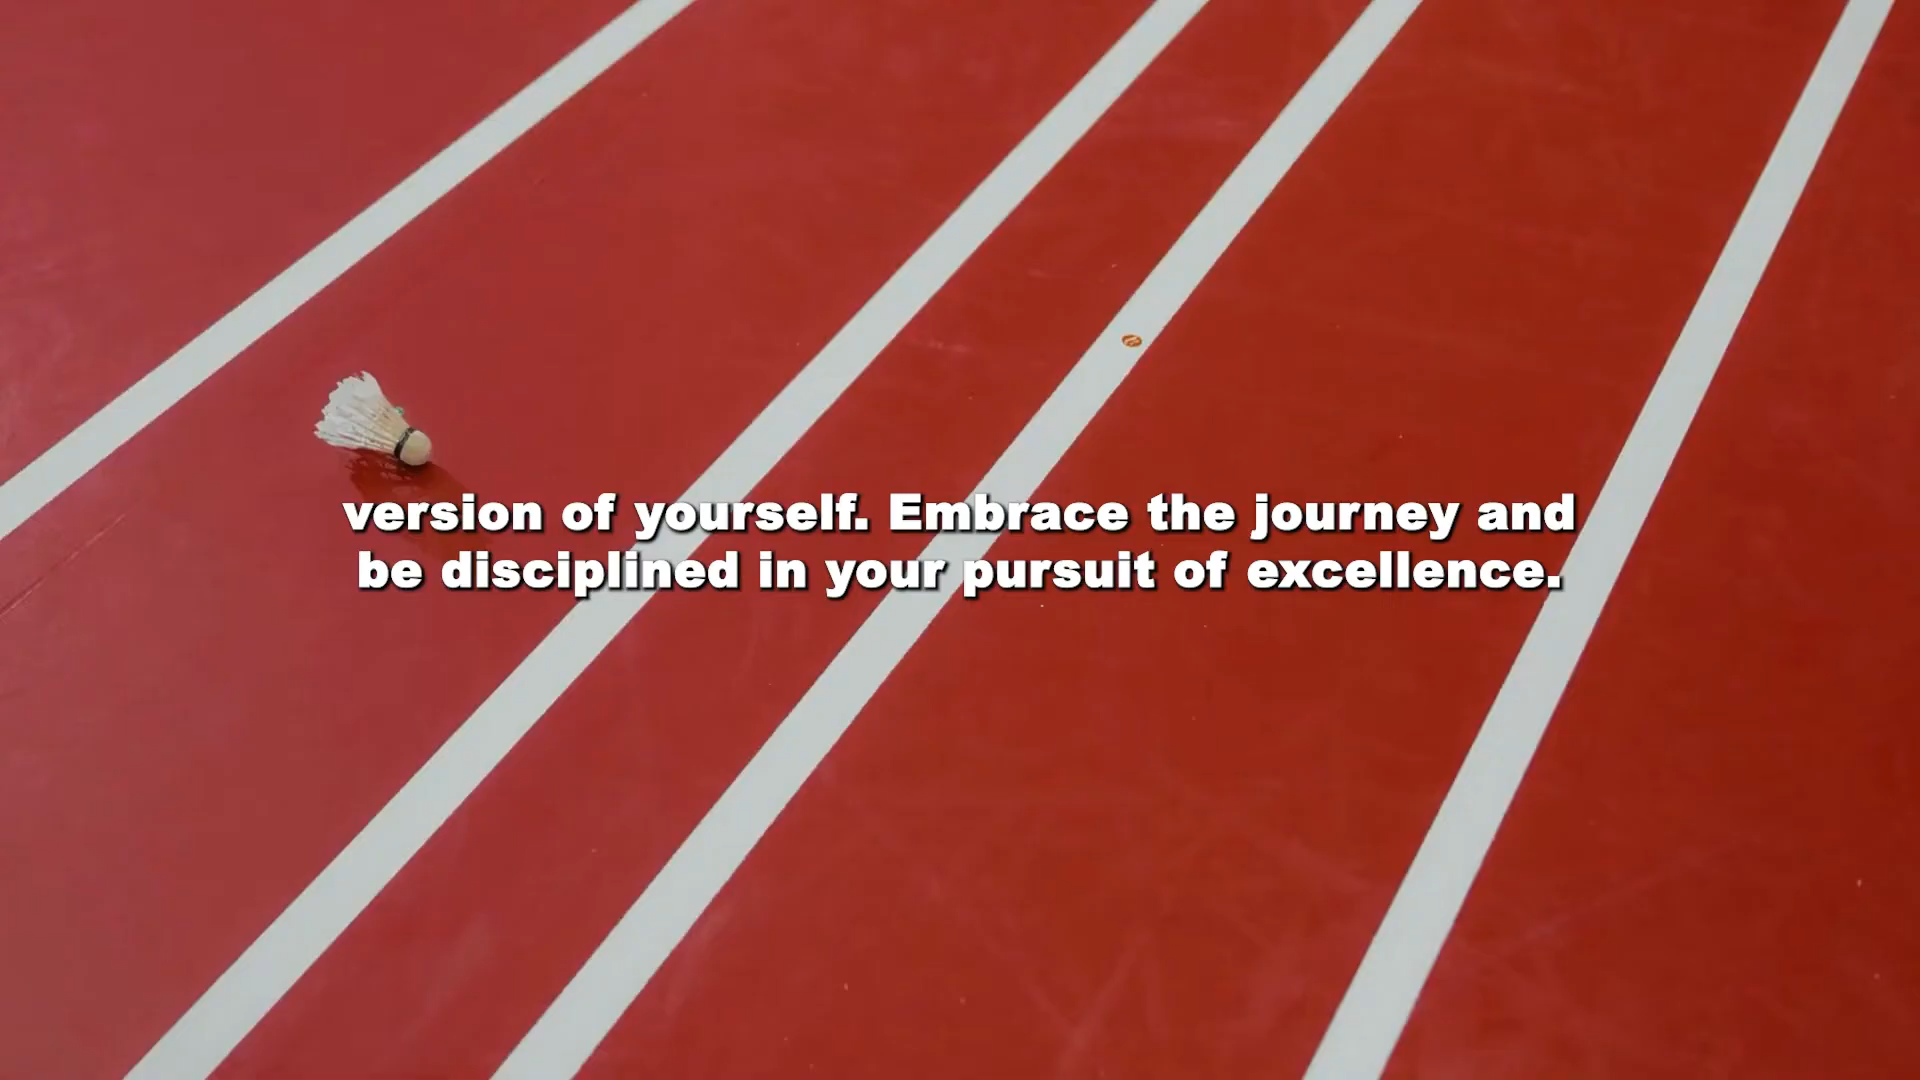 version of yourself. Embrace the journey and
be disciplined in your pursuit of excellence.